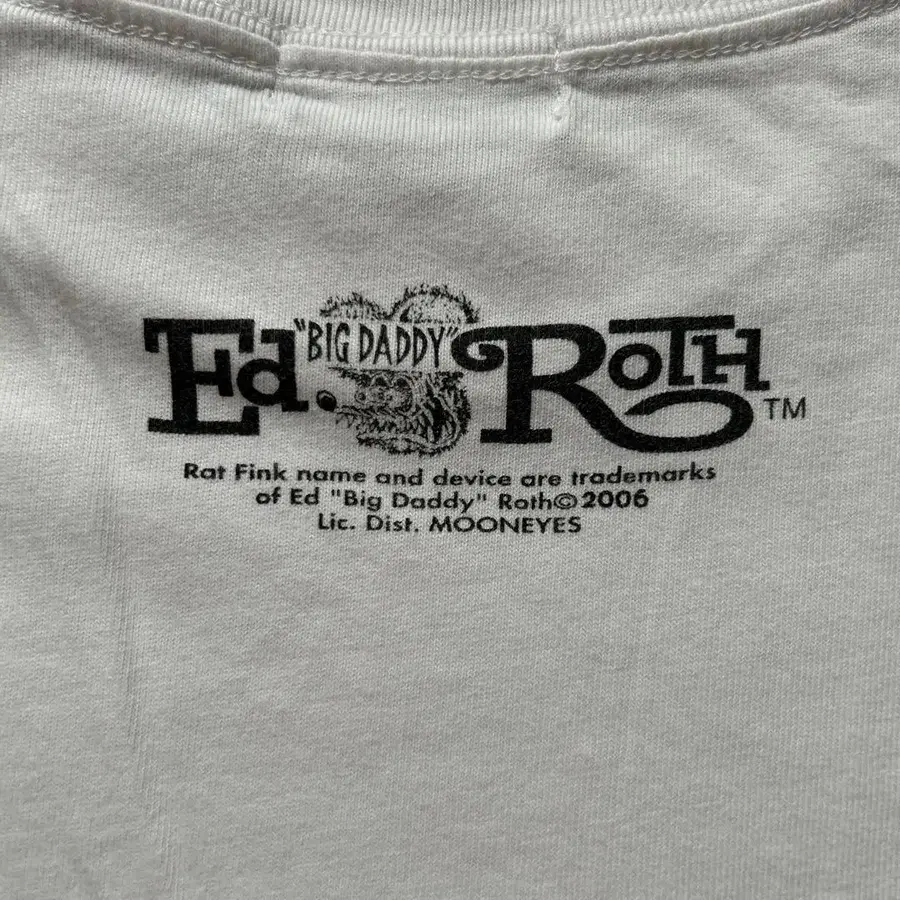 Ed "BIG DADDY" ROTH TM
Rat Fink name and device are trademarks
of Ed "Big Daddy" Roth©2006
Lic. Dist. MOONEYES